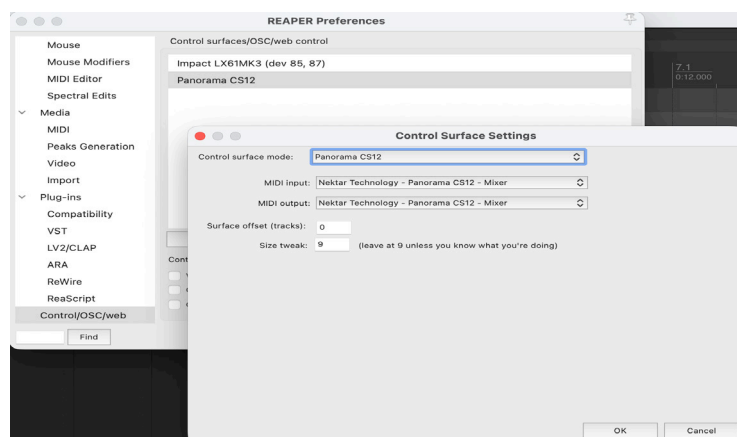 REAPER Preferences
Mouse
Mouse Modifiers
MIDI Editor
Spectral Edits
Media
MIDI
Peaks Generation
Video
Import
Plug-ins
Compatibility
VST
LV2/CLAP
ARA
ReWire
ReaScript
Control/OSC/web
Find
Control surfaces/OSC/web control
Impact LX61MK3 (dev 85, 87)
Panorama CS12
Cont
7.1
0:12.000
Control Surface Settings
Control surface mode: Panorama CS12
MIDI input: Nektar Technology - Panorama CS12 - Mixer
MIDI output: Nektar Technology - Panorama CS12 - Mixer
Surface offset (tracks): 0
Size tweak: 9 (leave at 9 unless you know what you're doing)
OK Cancel